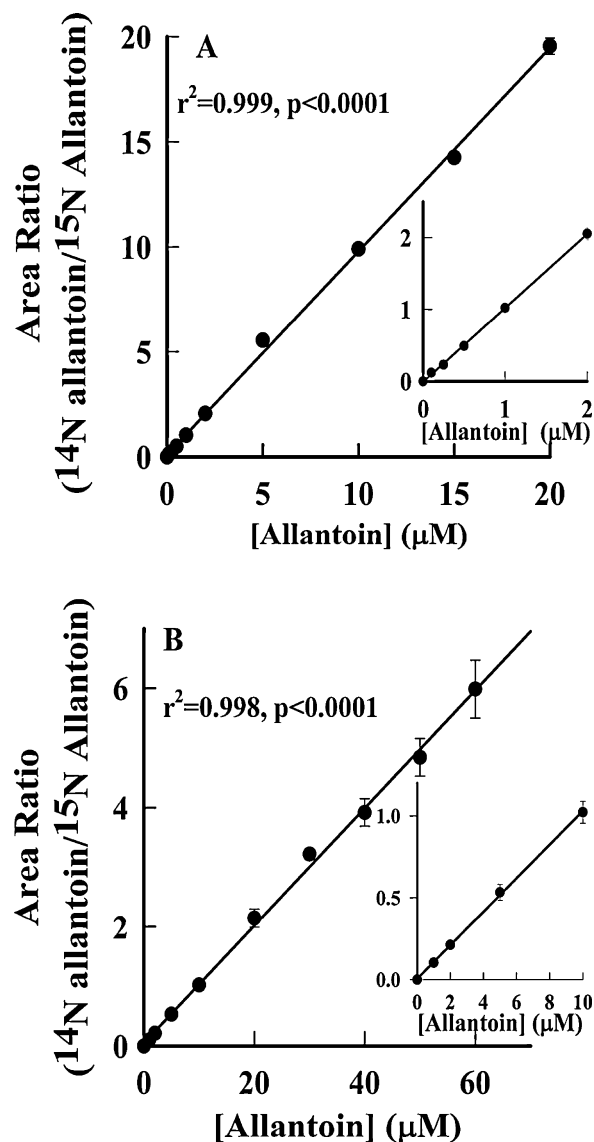 A
r²=0.999, p<0.0001
Area Ratio
(¹⁴N allantoin/¹⁵N Allantoin)
20
15
10
5
0
0 5 10 15 20
[Allantoin] (μM)
2
1
0
0 1 2
[Allantoin] (μM)
B
r²=0.998, p<0.0001
Area Ratio
(¹⁴N allantoin/¹⁵N Allantoin)
6
4
2
0
0 20 40 60
[Allantoin] (μM)
1.0
0.5
0.0
0 2 4 6 8 10
[Allantoin] (μM)